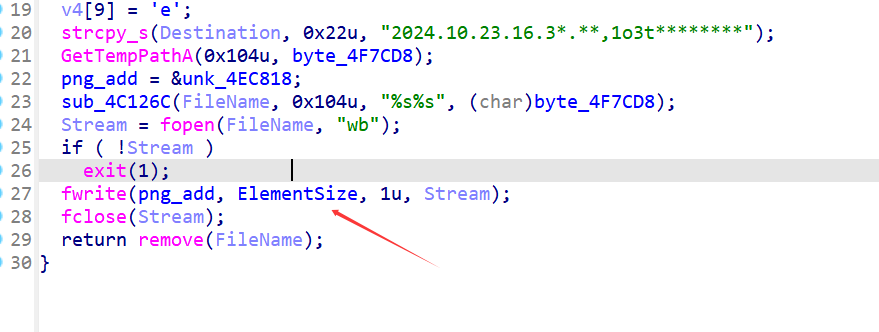 19 v4[9] = 'e';
20 strcpy_s(Destination, 0x22u, "2024.10.23.16.3*.**,1o3t********");
21 GetTempPathA(0x104u, byte_4F7CD8);
22 png_add = &unk_4EC818;
23 sub_4C126C(FileName, 0x104u, "%s%s", (char)byte_4F7CD8);
24 Stream = fopen(FileName, "wb");
25 if ( !Stream )
26 exit(1);
27 fwrite(png_add, ElementSize, 1u, Stream);
28 fclose(Stream);
29 return remove(FileName);
30 }